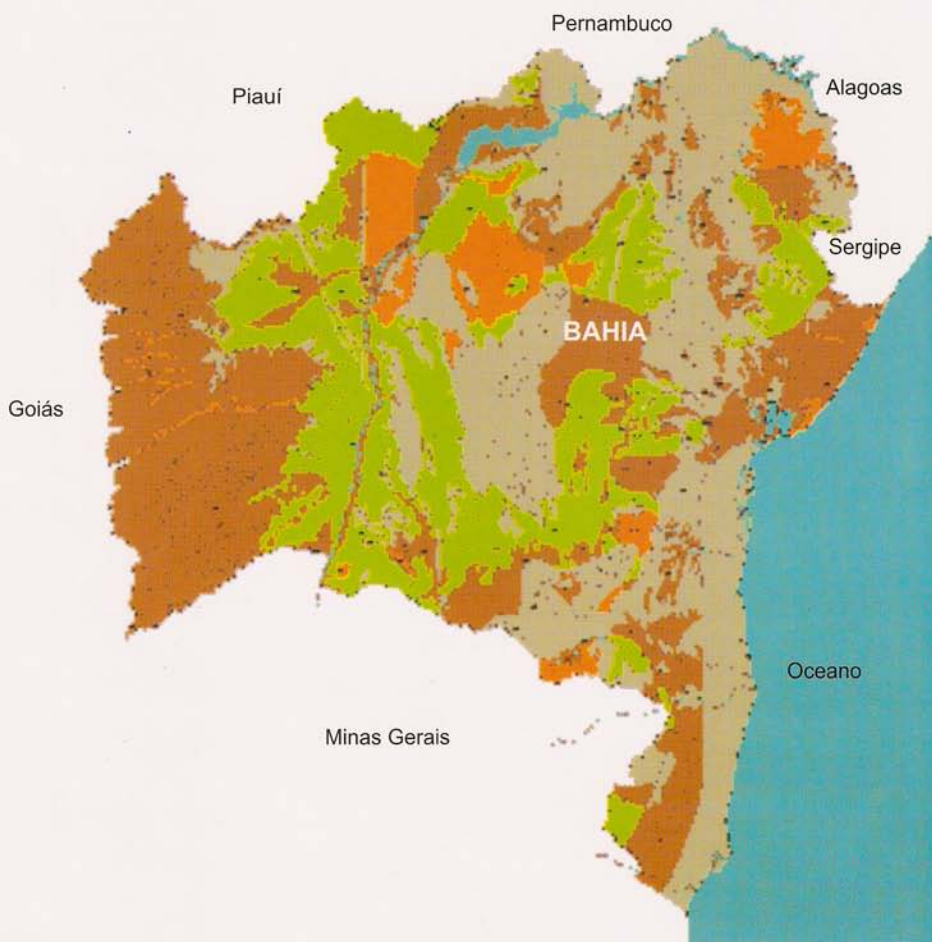 Pernambuco
Piauí
Alagoas
Sergipe
BAHIA
Goiás
Oceano
Minas Gerais